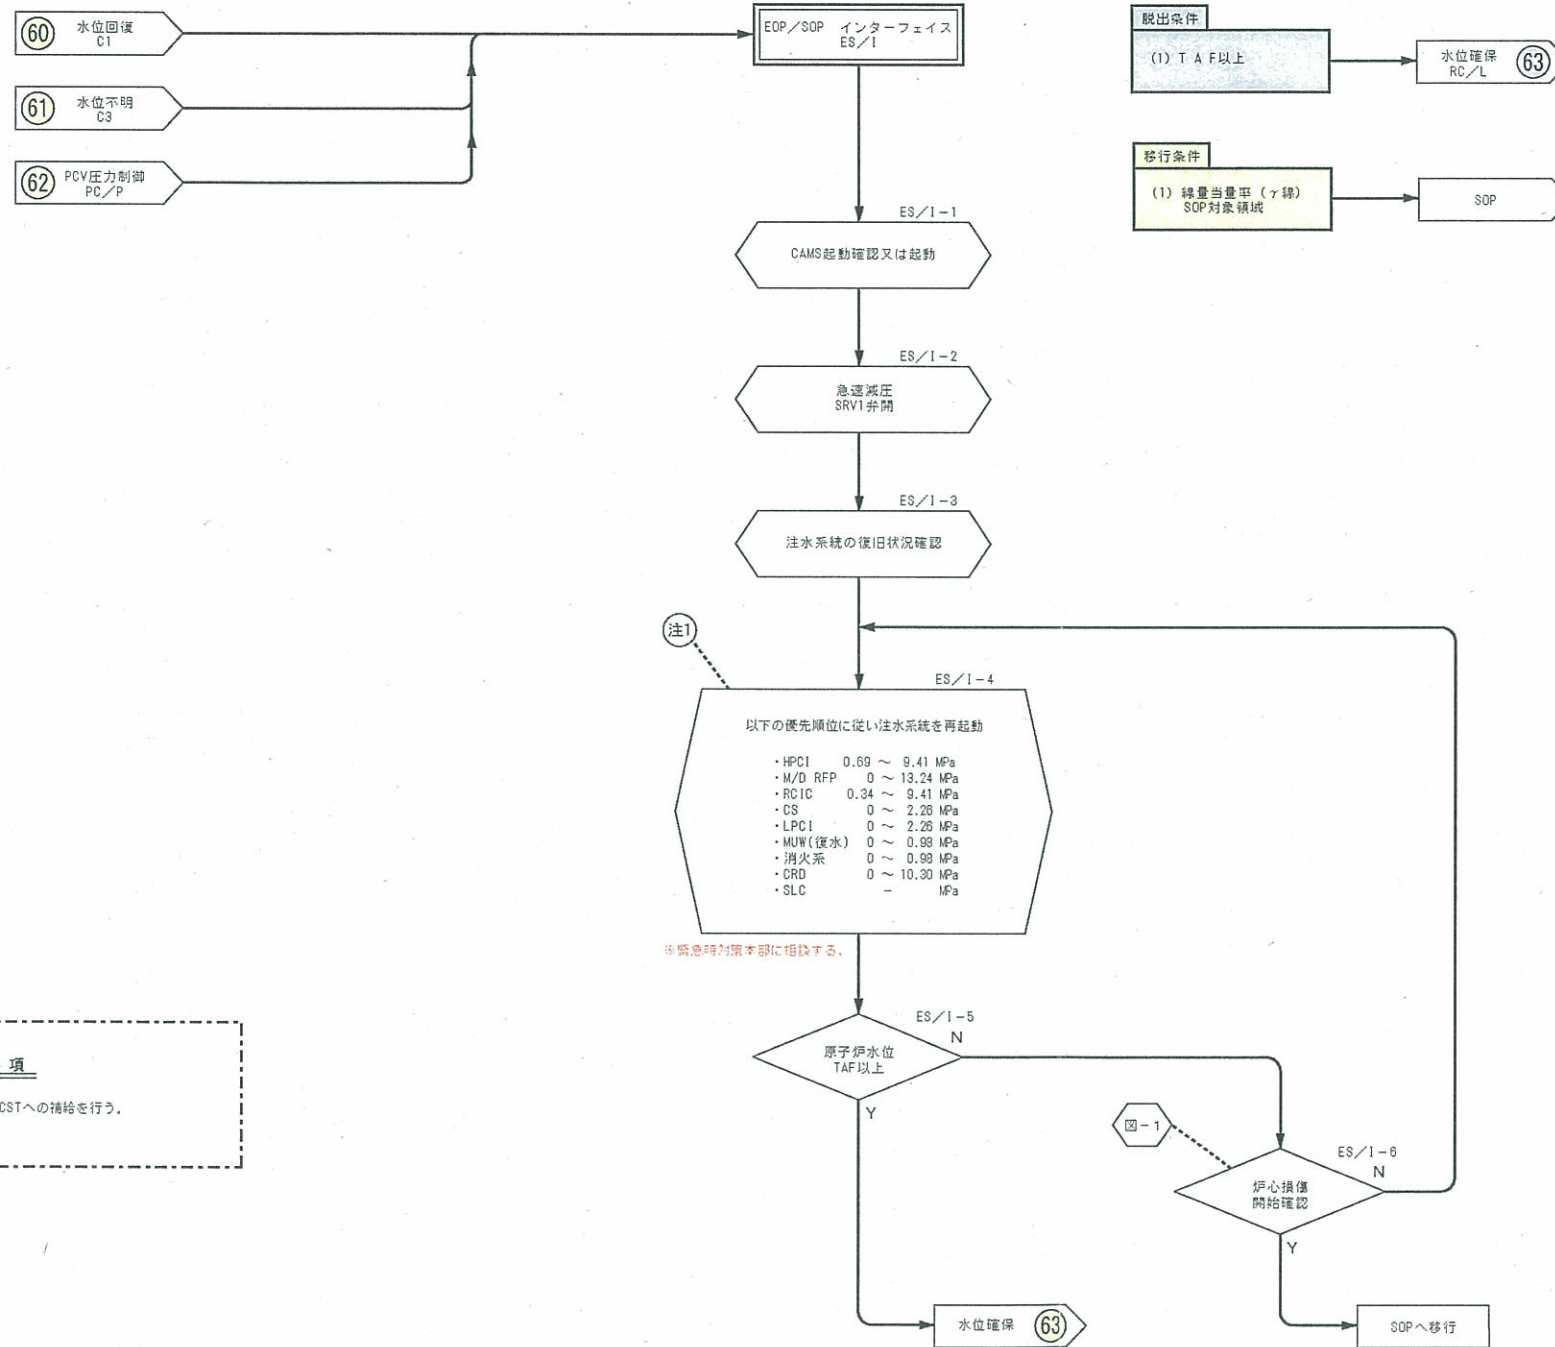 60 水位回復
C1
61 水位不明
C3
62 PCV圧力制御
PC/P
EOP/SOP インターフェイス
ES/I
脱出条件
(1) TAF以上
水位確保
RC/L 63
移行条件
(1) 線量当量率 (γ線)
SOP対象領域
SOP
ES/I-1
CAMS起動確認又は起動
ES/I-2
急速減圧
SRV1弁開
ES/I-3
注水系統の復旧状況確認
注1
ES/I-4
以下の優先順位に従い注水系統を再起動
・HPCI 0.69 ~ 9.41 MPa
・M/D RFP 0 ~ 13.24 MPa
・RCIC 0.34 ~ 9.41 MPa
・CS 0 ~ 2.26 MPa
・LPCI 0 ~ 2.26 MPa
・MUW(復水) 0 ~ 0.98 MPa
・消火系 0 ~ 0.98 MPa
・CRD 0 ~ 10.30 MPa
・SLC - MPa
※緊急時対策本部に相談する.
ES/I-5
原子炉水位
TAF以上
N
Y
図-1
ES/I-6
炉心損傷
開始確認
N
Y
項
CSTへの補給を行う.
水位確保 63
SOPへ移行